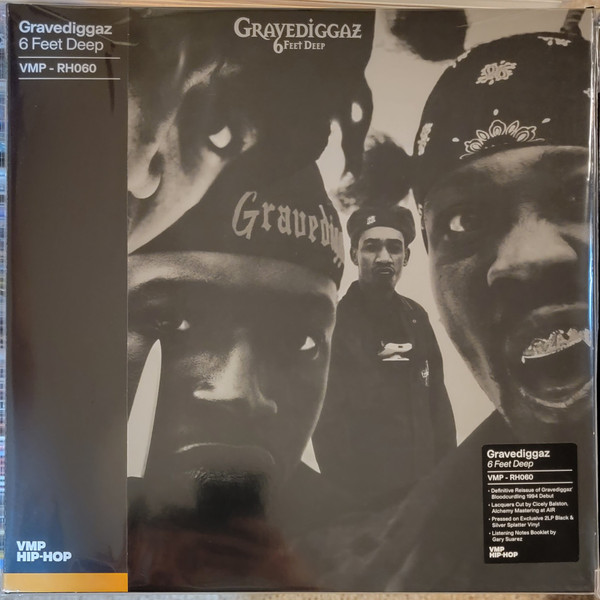 Gravediggaz
6 Feet Deep
VMP - RH060
GRAVEDIGGAZ
6 FEET DEEP
Gravedi
VMP
HIP-HOP
Gravediggaz
6 Feet Deep
VMP - RH060
• Definitive Reissue of Gravediggaz'
Bloodcurdling 1994 Debut
• Lacquers Cut by Cicely Balston,
Alchemy Mastering at AIR
• Pressed on Exclusive 2LP Black &
Silver Splatter Vinyl
• Listening Notes Booklet by
Gary Suarez
VMP
HIP-HOP